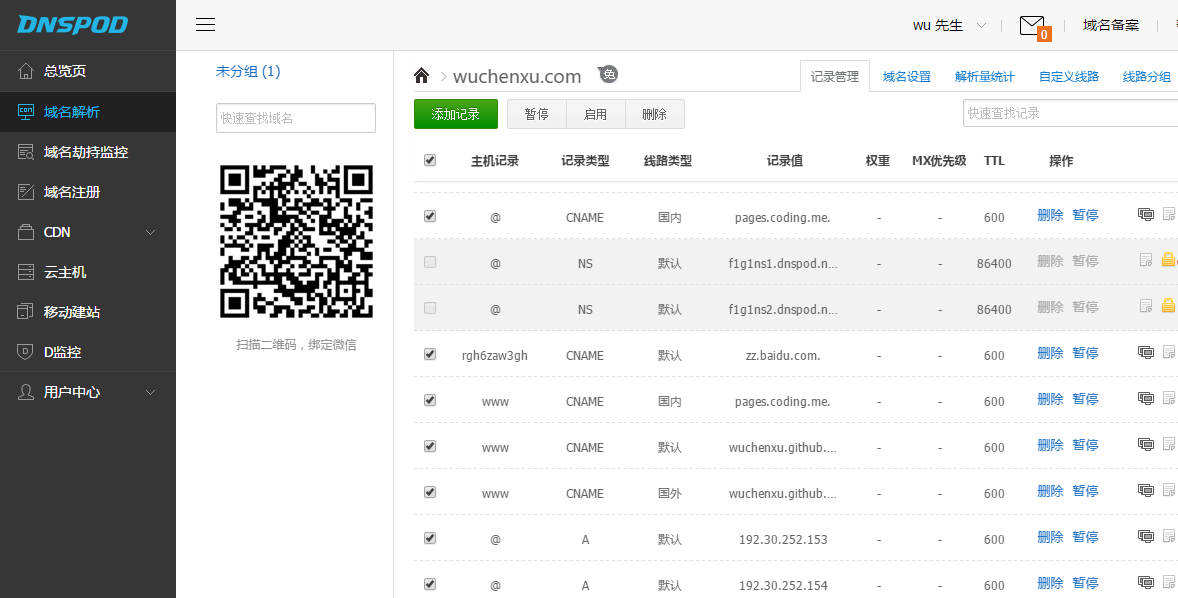 DNSPOD
总览页
域名解析
域名劫持监控
域名注册
CDN
云主机
移动建站
D监控
用户中心
wu 先生
0
域名备案
未分组 (1)
快速查找域名
扫描二维码，绑定微信
wuchenxu.com 免
记录管理 域名设置 解析量统计 自定义线路 线路分组
添加记录 暂停 启用 删除 快速查找记录
主机记录 记录类型 线路类型 记录值 权重 MX优先级 TTL 操作
@ CNAME 国内 pages.coding.me. - - 600 删除 暂停
@ NS 默认 f1g1ns1.dnspod.n... - - 86400 删除 暂停
@ NS 默认 f1g1ns2.dnspod.n... - - 86400 删除 暂停
rgh6zaw3gh CNAME 默认 zz.baidu.com. - - 600 删除 暂停
www CNAME 国内 pages.coding.me. - - 600 删除 暂停
www CNAME 默认 wuchenxu.github.... - - 600 删除 暂停
www CNAME 国外 wuchenxu.github.... - - 600 删除 暂停
@ A 默认 192.30.252.153 - - 600 删除 暂停
@ A 默认 192.30.252.154 - - 600 删除 暂停